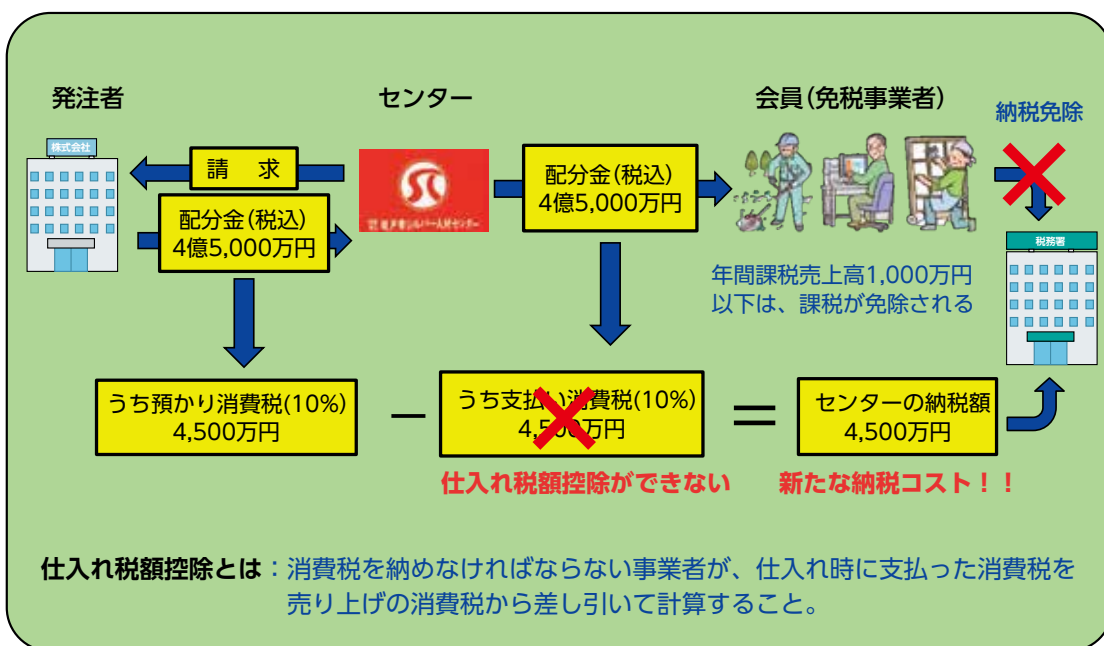 発注者
センター
会員(免税事業者)
納税免除
株式会社
請 求
配分金(税込)
4億5,000万円
配分金(税込)
4億5,000万円
税務署
年間課税売上高1,000万円
以下は、課税が免除される
うち預かり消費税(10%)
4,500万円
−
うち支払い消費税(10%)
4,500万円
=
センターの納税額
4,500万円
仕入れ税額控除ができない
新たな納税コスト！！
仕入れ税額控除とは：消費税を納めなければならない事業者が、仕入れ時に支払った消費税を
売り上げの消費税から差し引いて計算すること。